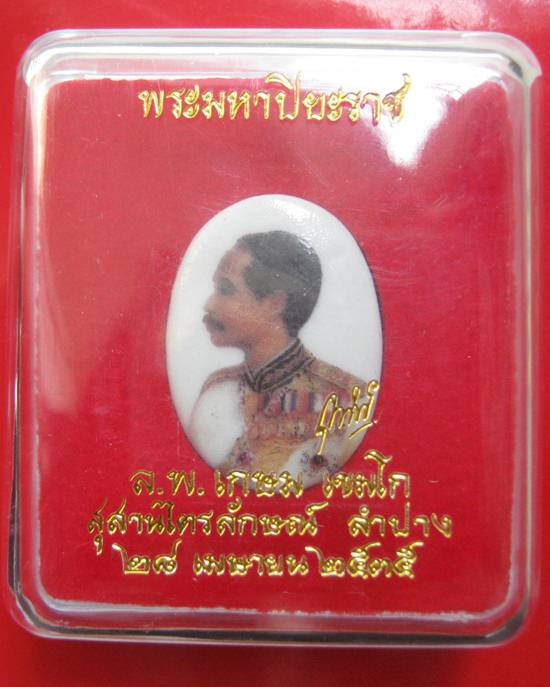 พระมหาปิยะราช
ล.พ.เกษม เขมโก
สุสานไตรลักษณ์ ลำปาง
๒๘ เมษายน ๒๕๓๕